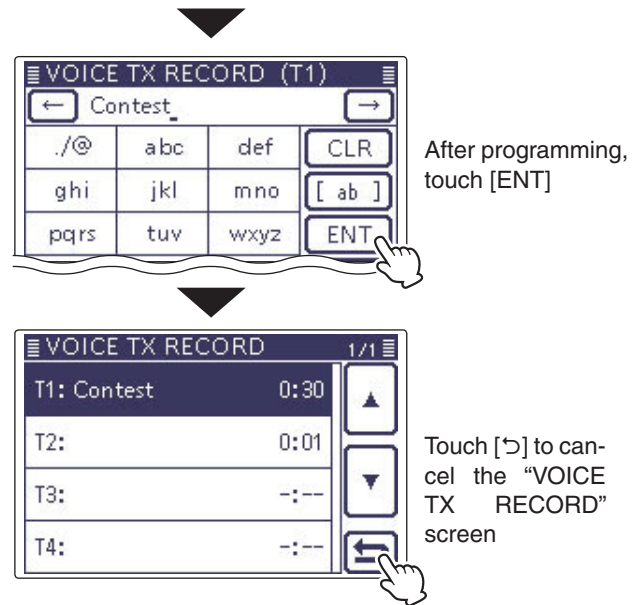 VOICE TX RECORD (T1)
← Contest_ →
./@ abc def CLR
ghi jkl mno [ ab ]
pqrs tuv wxyz ENT
After programming,
touch [ENT]
VOICE TX RECORD 1/1
T1: Contest 0:30
T2: 0:01
T3: -:--
T4: -:--
Touch [⮌] to can-
cel the “VOICE
TX RECORD”
screen